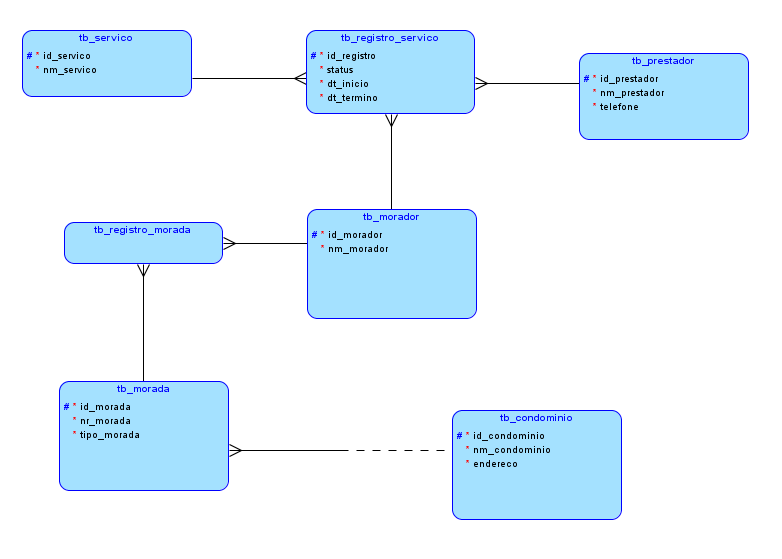 tb_servico
# * id_servico
* nm_servico
tb_registro_servico
# * id_registro
* status
* dt_inicio
* dt_termino
tb_prestador
# * id_prestador
* nm_prestador
* telefone
tb_registro_morada
tb_morador
# * id_morador
* nm_morador
tb_morada
# * id_morada
* nr_morada
* tipo_morada
tb_condominio
# * id_condominio
* nm_condominio
* endereco